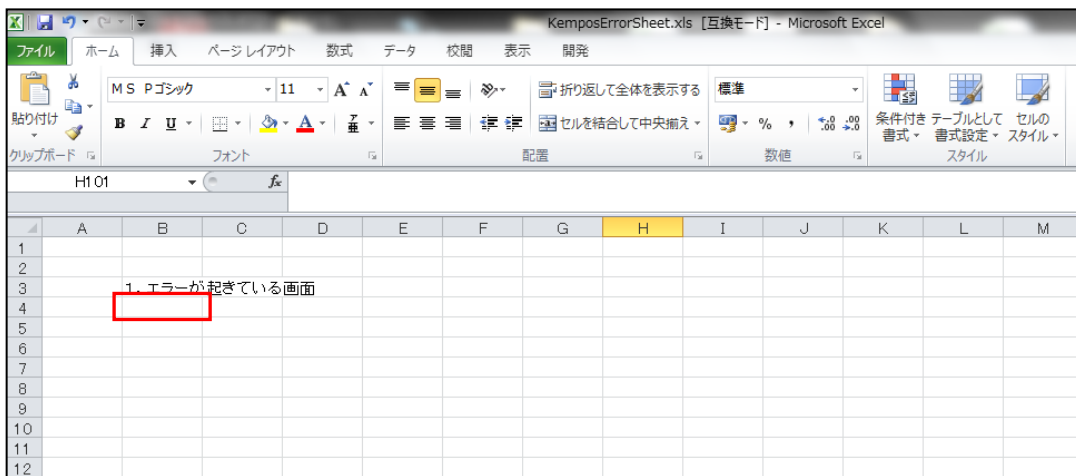 KemposErrorSheet.xls [互換モード] - Microsoft Excel
ファイル ホーム 挿入 ページ レイアウト 数式 データ 校閲 表示 開発
貼り付け
ＭＳ Ｐゴシック 11 A A 折り返して全体を表示する 標準
B I U A ア亜 セルを結合して中央揃え % , .0 .00 .00 .0
条件付き書式 テーブルとして書式設定 セルのスタイル
クリップボード フォント 配置 数値 スタイル
H101 fx
A B C D E F G H I J K L M
1
2
3 １．エラーが起きている画面
4
5
6
7
8
9
10
11
12